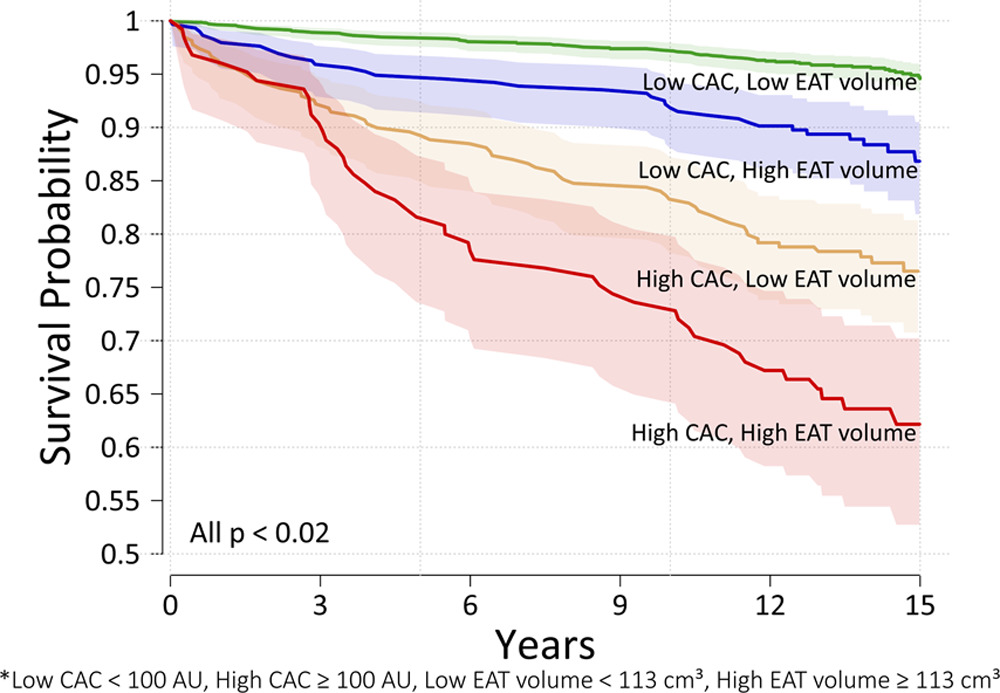 1
0.95
0.9
0.85
0.8
0.75
0.7
0.65
0.6
0.55
0.5
Survival Probability
Low CAC, Low EAT volume
Low CAC, High EAT volume
High CAC, Low EAT volume
High CAC, High EAT volume
All p < 0.02
0 3 6 9 12 15
Years
*Low CAC < 100 AU, High CAC ≥ 100 AU, Low EAT volume < 113 cm³, High EAT volume ≥ 113 cm³